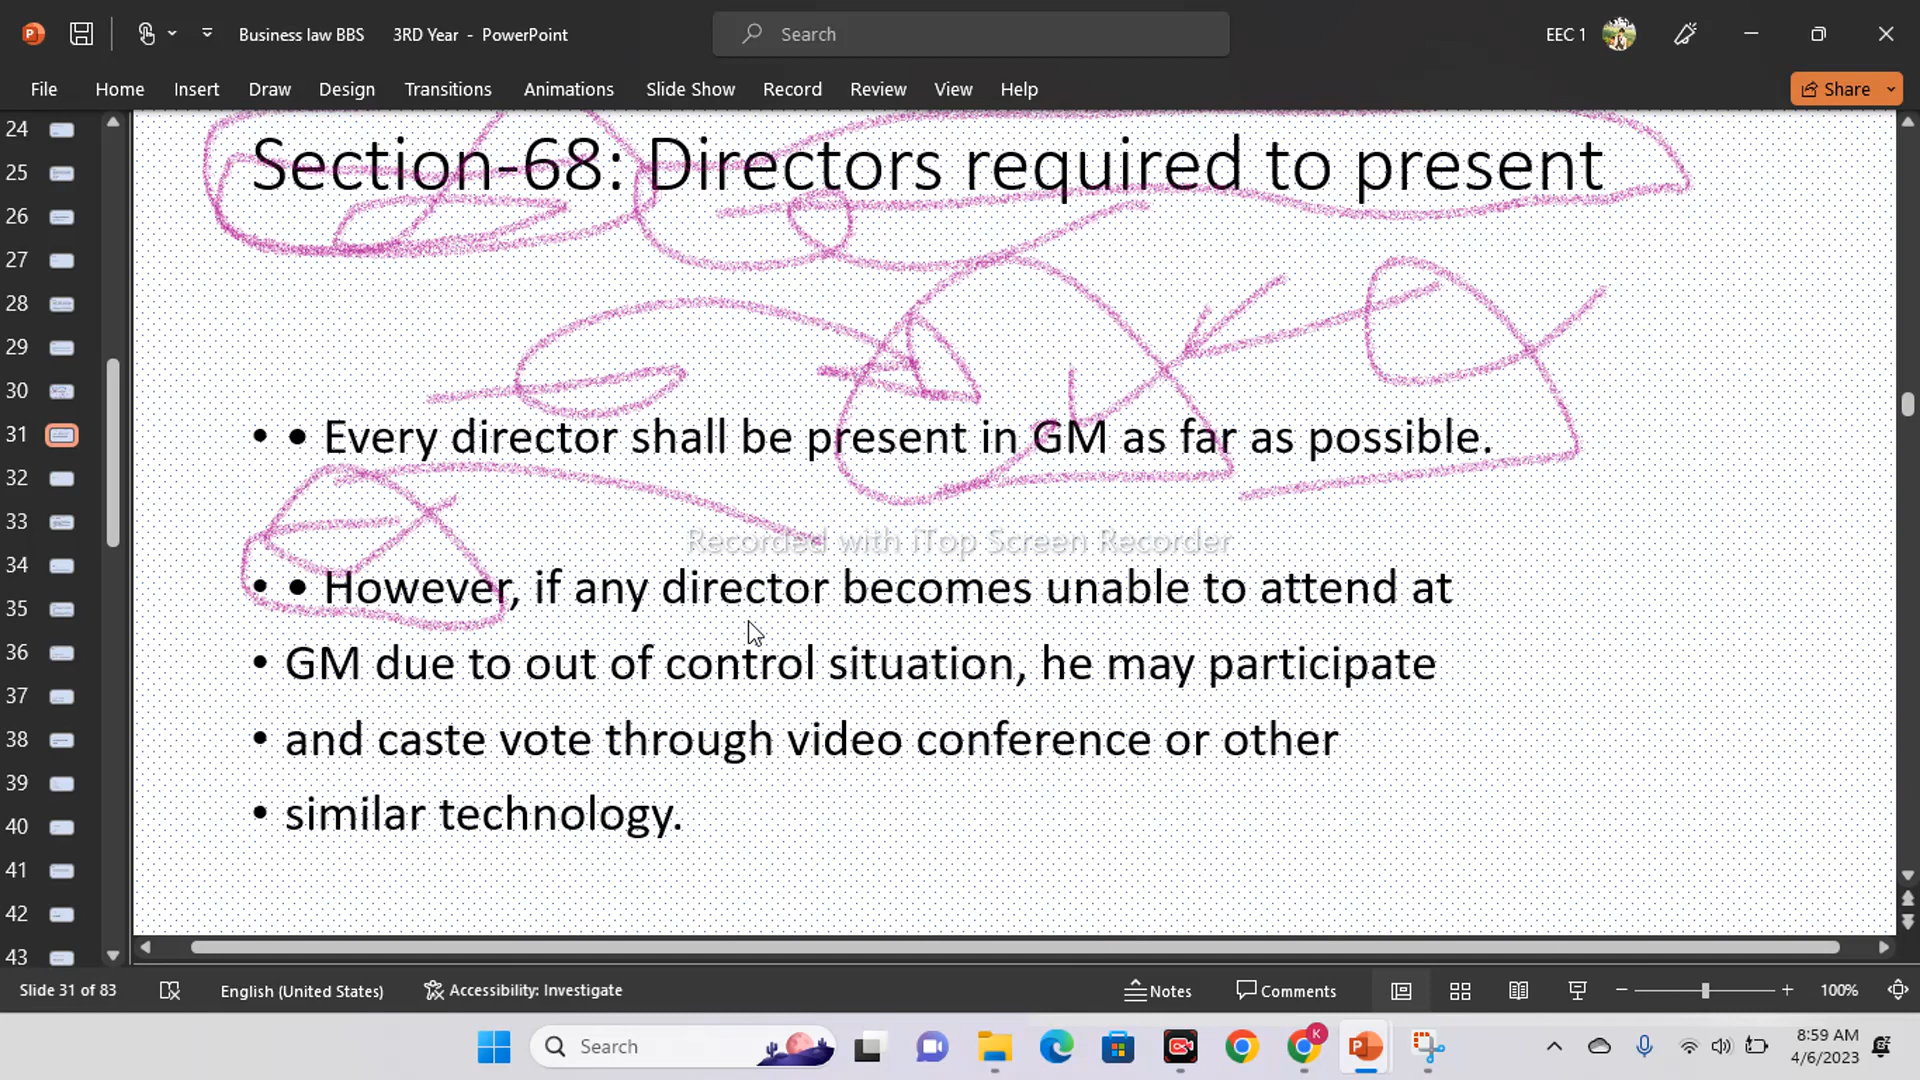 Business law BBS 3RD Year - PowerPoint
Search
EEC 1
File Home Insert Draw Design Transitions Animations Slide Show Record Review View Help
Share
24
25
26
27
28
29
30
31
32
33
34
35
36
37
38
39
40
41
42
43
Section-68: Directors required to present
• • Every director shall be present in GM as far as possible.
Recorded with iTop Screen Recorder
• • However, if any director becomes unable to attend at
• GM due to out of control situation, he may participate
• and caste vote through video conference or other
• similar technology.
Slide 31 of 83 English (United States) Accessibility: Investigate Notes Comments 100%
Search
K
8:59 AM
4/6/2023